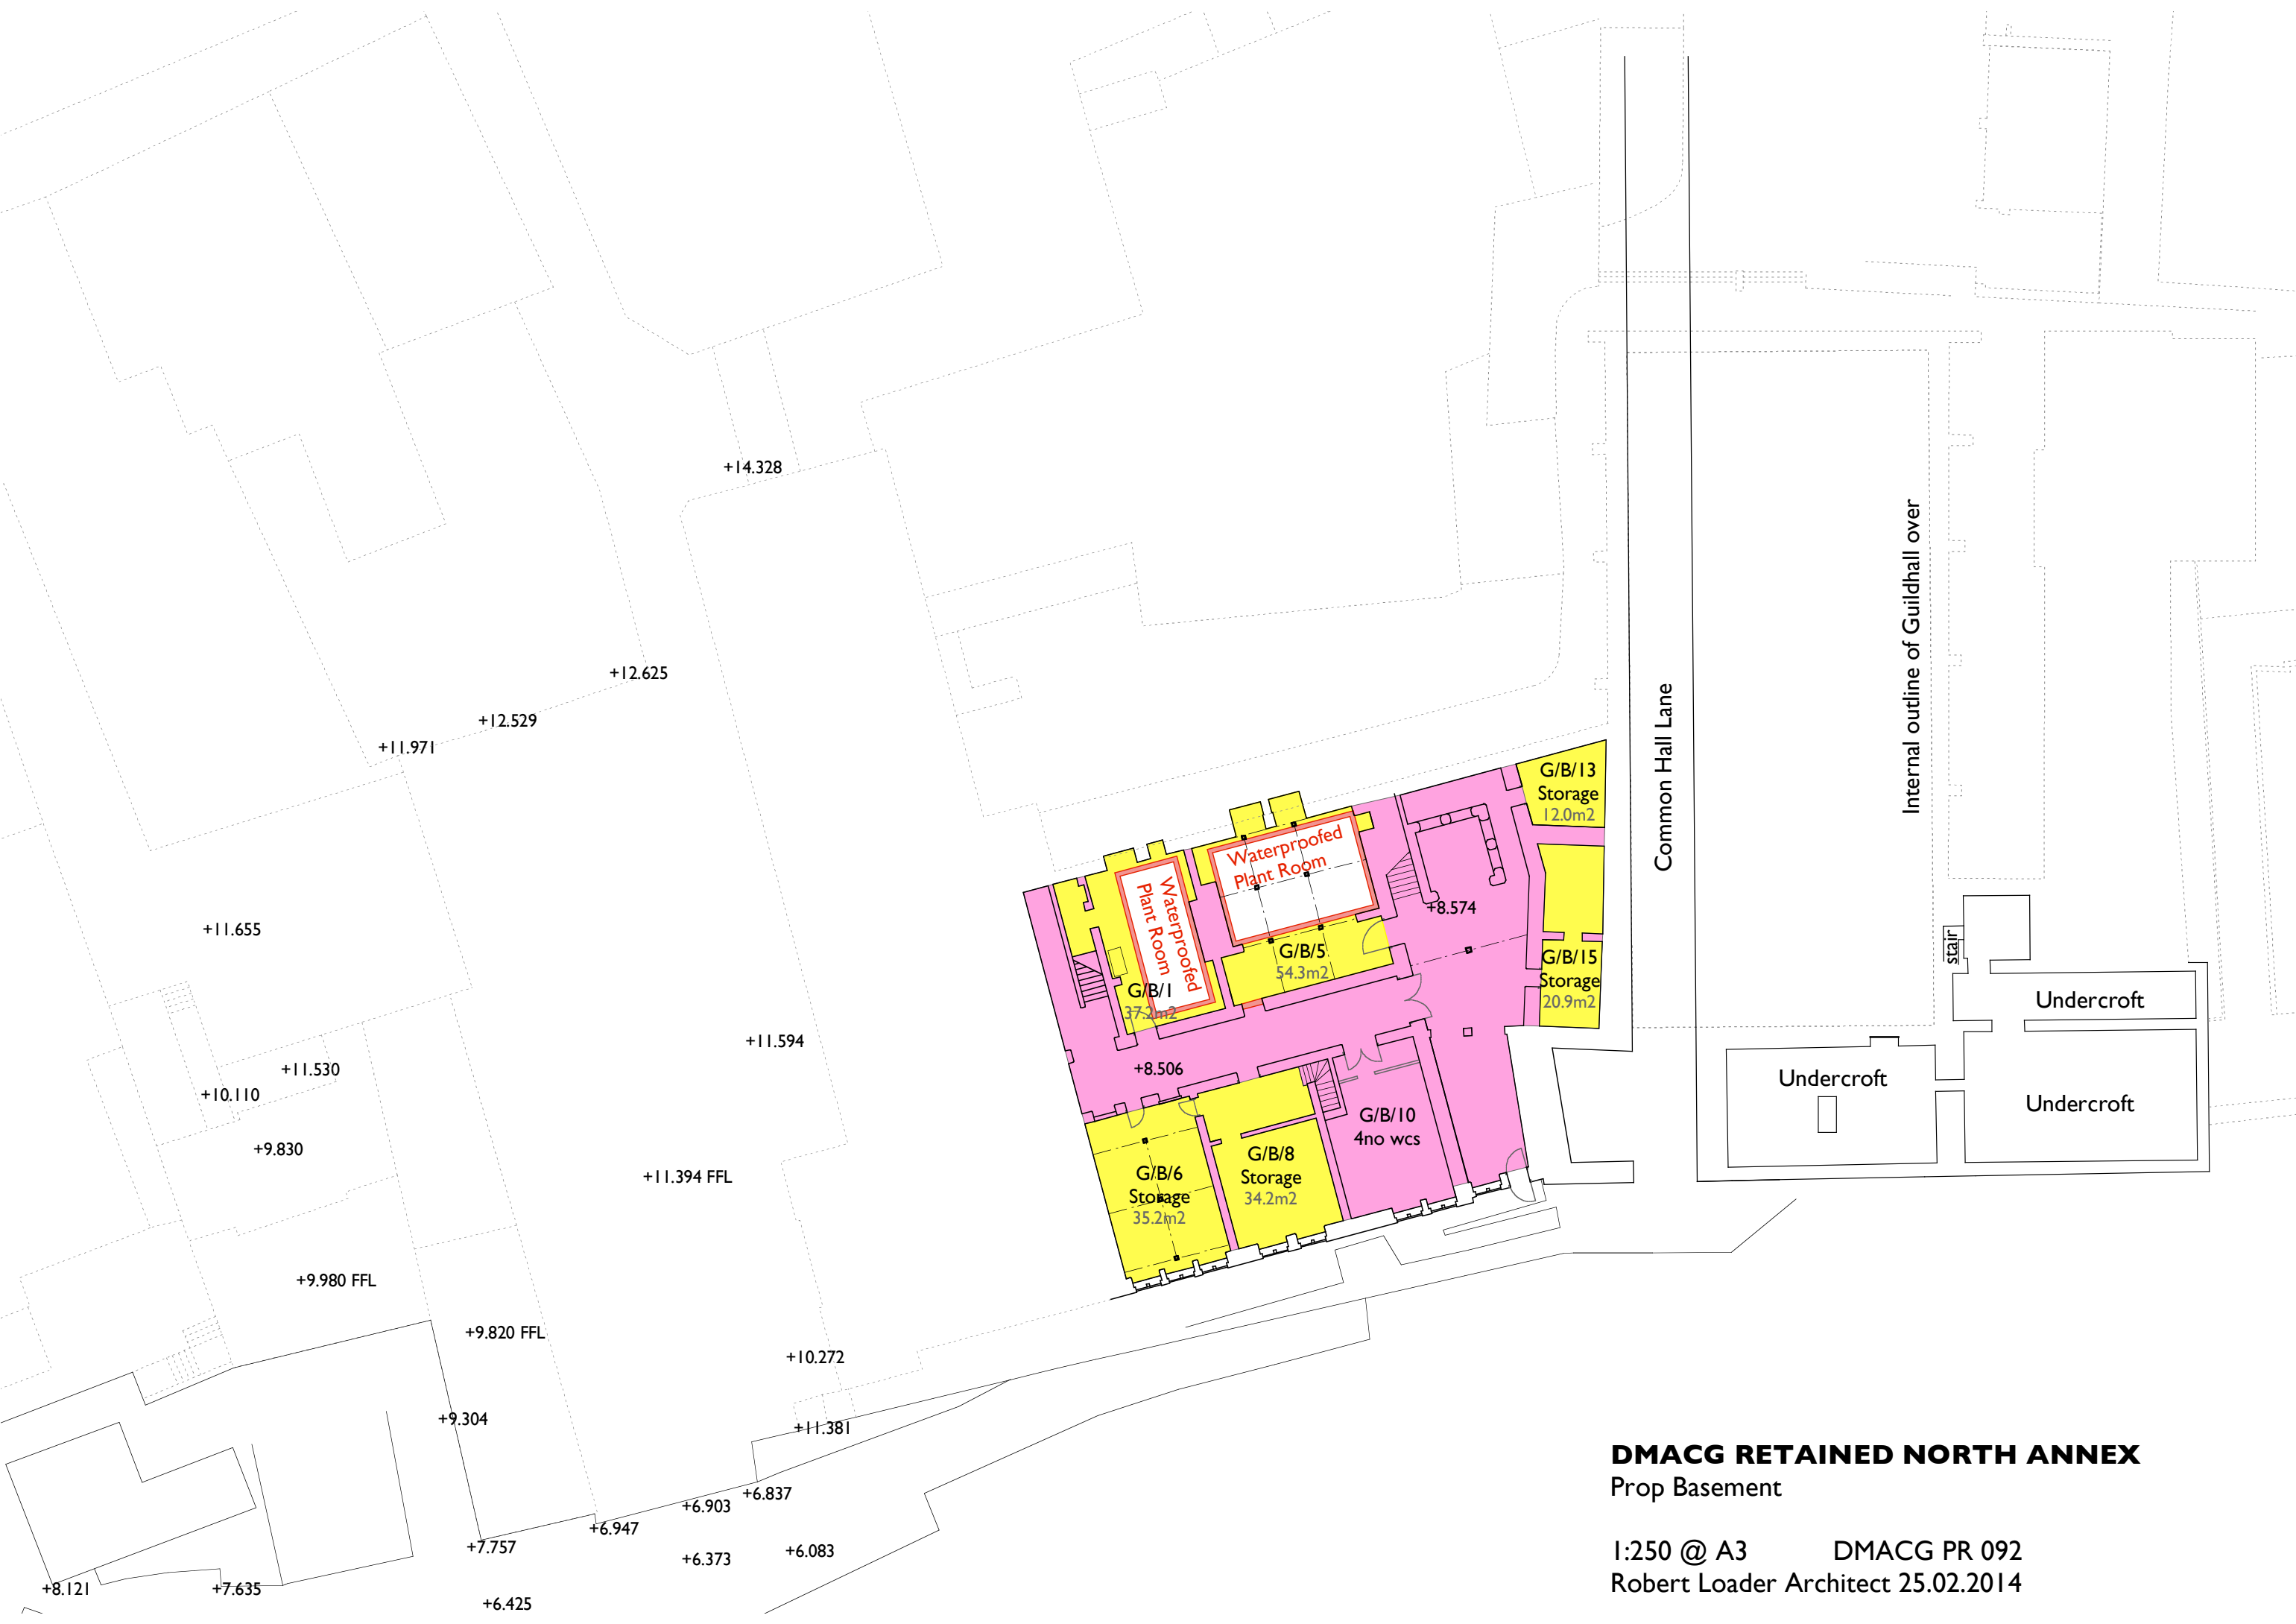 +14.328
Internal outline of Guildhall over
+12.625
+12.529
+11.971
Common Hall Lane
G/B/13
Storage
12.0m2
Waterproofed
Plant Room
Waterproofed
Plant Room
+8.574
+11.655
stair
G/B/5
54.3m2
G/B/15
Storage
20.9m2
G/B/1
37.2m2
Undercroft
+11.594
+11.530
+8.506
Undercroft
+10.110
Undercroft
G/B/10
4no wcs
+9.830
G/B/8
Storage
34.2m2
+11.394 FFL
G/B/6
Storage
35.2m2
+9.980 FFL
+9.820 FFL
+10.272
+9.304
+11.381
DMACG RETAINED NORTH ANNEX
Prop Basement
+6.837
+6.903
+6.947
+7.757
+6.373
+6.083
1:250 @ A3 DMACG PR 092
Robert Loader Architect 25.02.2014
+8.121
+7.635
+6.425